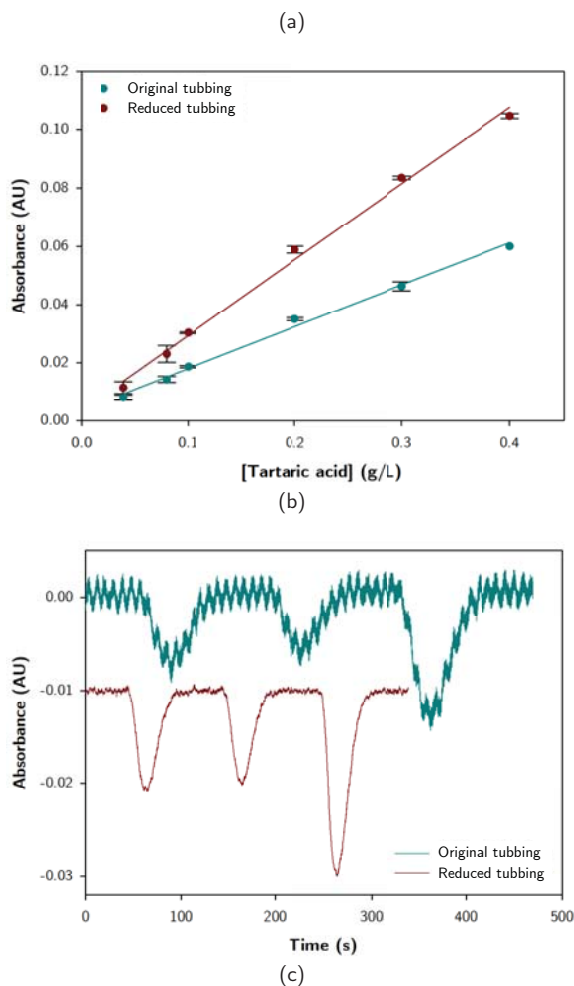 (a)
0.12
Original tubbing
Reduced tubbing
0.10
0.08
0.06
0.04
0.02
0.00
Absorbance (AU)
0.0 0.1 0.2 0.3 0.4
[Tartaric acid] (g/L)
(b)
0.00
-0.01
-0.02
-0.03
Absorbance (AU)
Original tubbing
Reduced tubbing
0 100 200 300 400 500
Time (s)
(c)